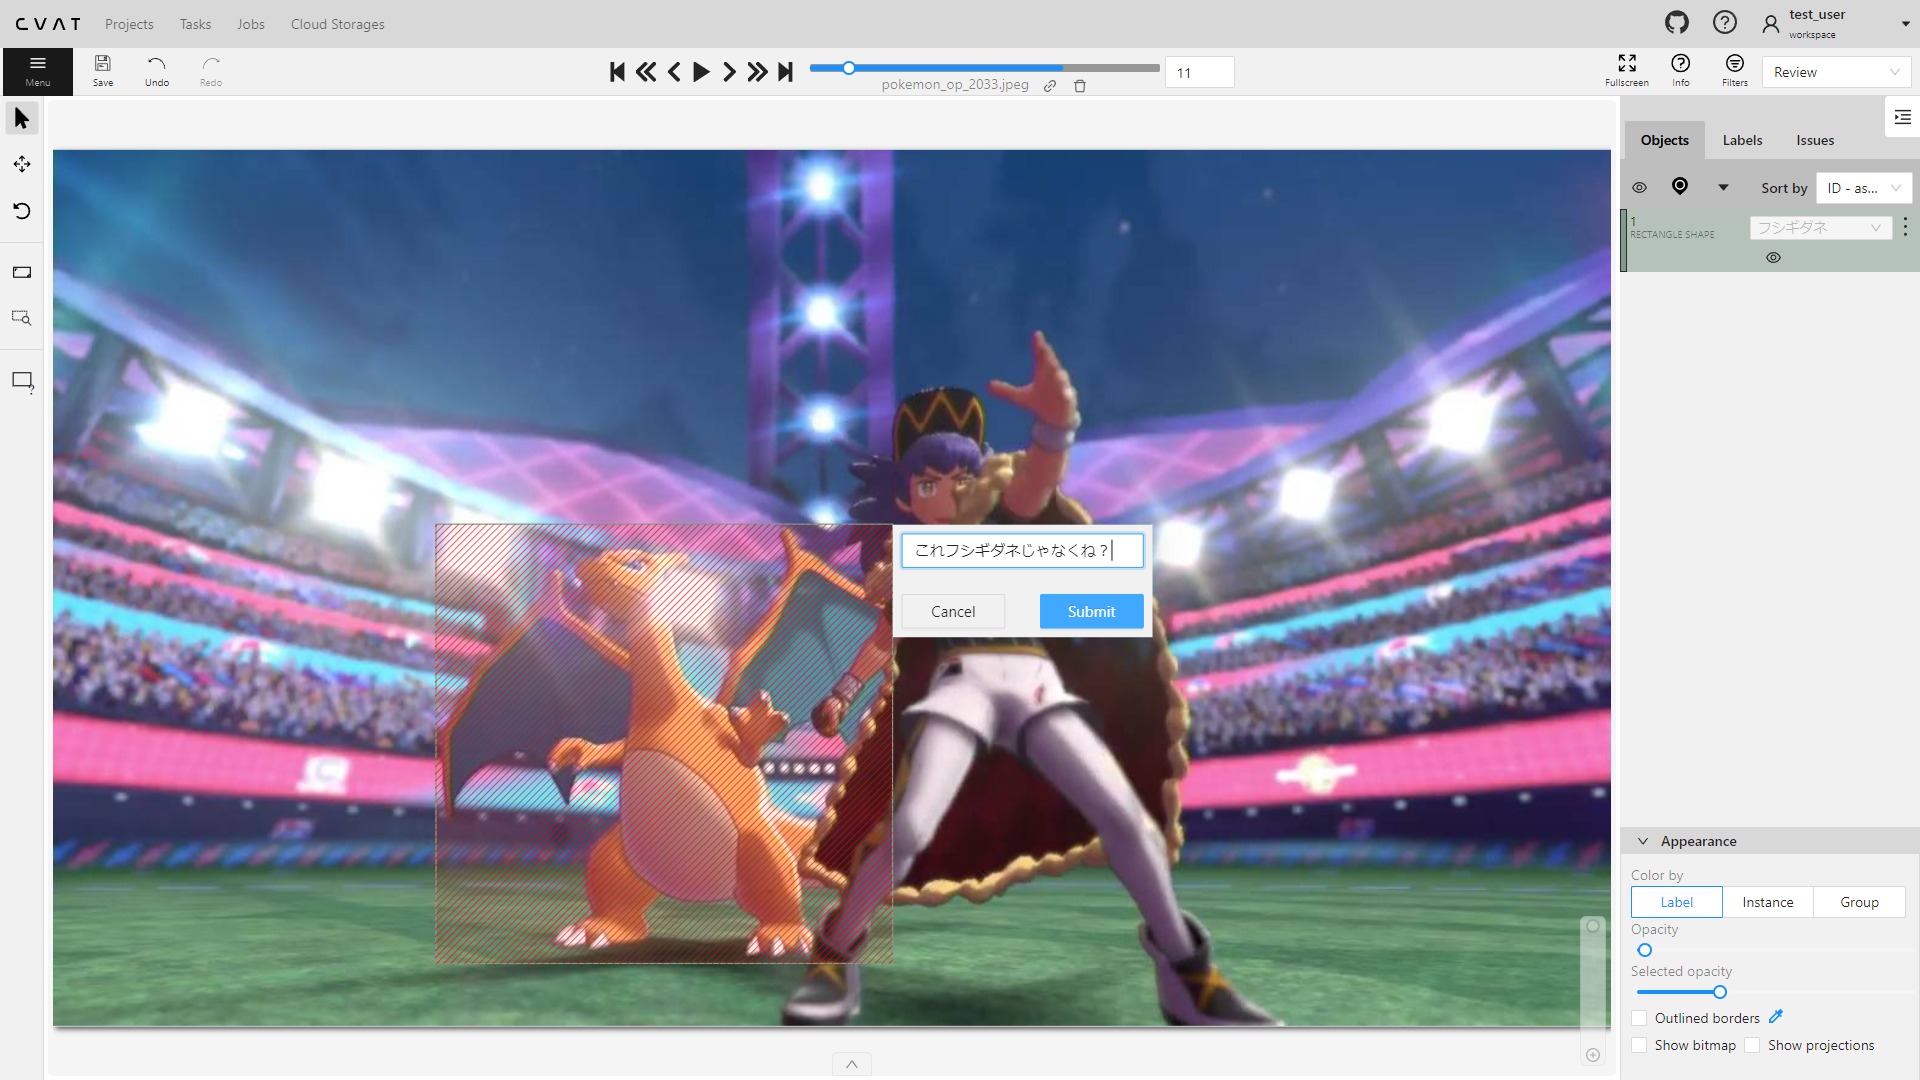 CVAT
Projects
Tasks
Jobs
Cloud Storages
test_user
workspace
Menu
Save
Undo
Redo
pokemon_op_2033.jpeg
11
Fullscreen
Info
Filters
Review
Objects
Labels
Issues
Sort by
ID - as...
1
RECTANGLE SHAPE
フシギダネ
これフシギダネじゃなくね？
Cancel
Submit
Appearance
Color by
Label
Instance
Group
Opacity
Selected opacity
Outlined borders
Show bitmap
Show projections